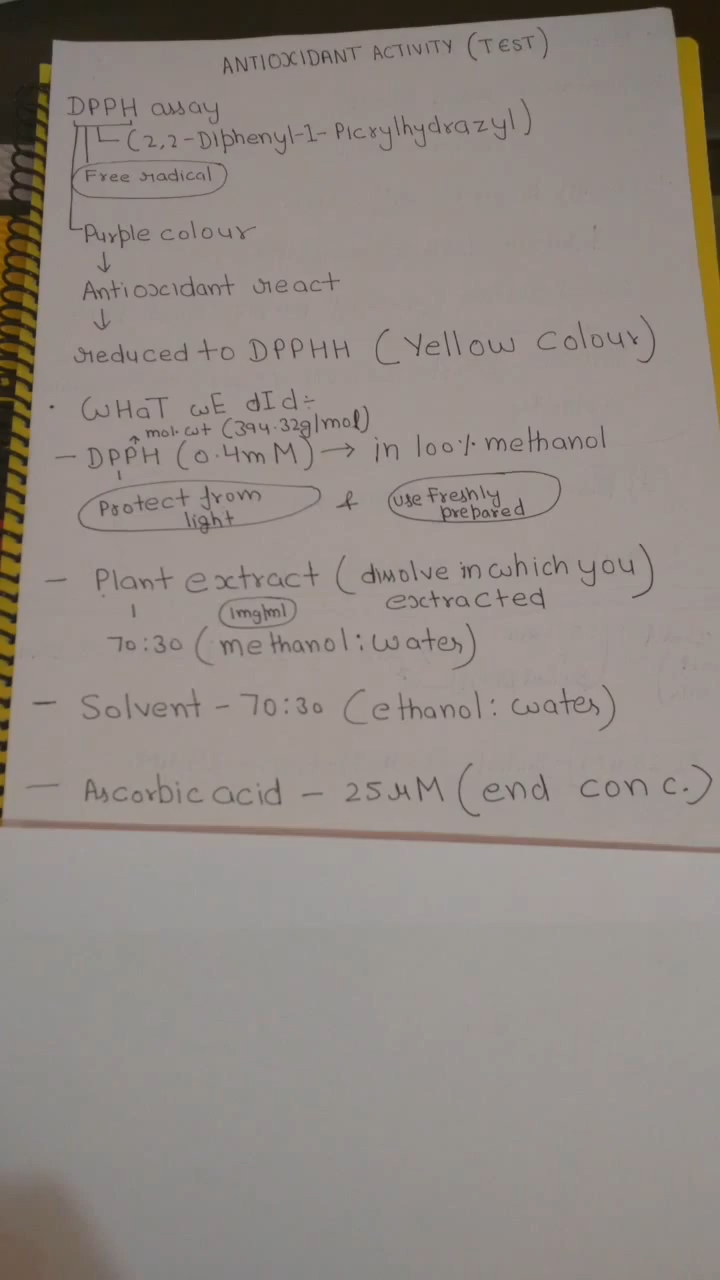 ANTIOXIDANT ACTIVITY (TEST)
DPPH assay
(2,2-Diphenyl-1-Picrylhydrazyl)
Free radical
Purple colour
↓
Antioxidant react
↓
reduced to DPPHH (Yellow colour)
· WHaT wE dId÷
mol. wt (394.32g/mol)
- DPPH (0.4mM) → in 100% methanol
Protect from light & Use Freshly prepared
- Plant extract (dissolve in which you extracted)
1mg/ml
70:30 (methanol:water)
- Solvent - 70:30 (ethanol:water)
- Ascorbic acid - 25μM (end conc.)